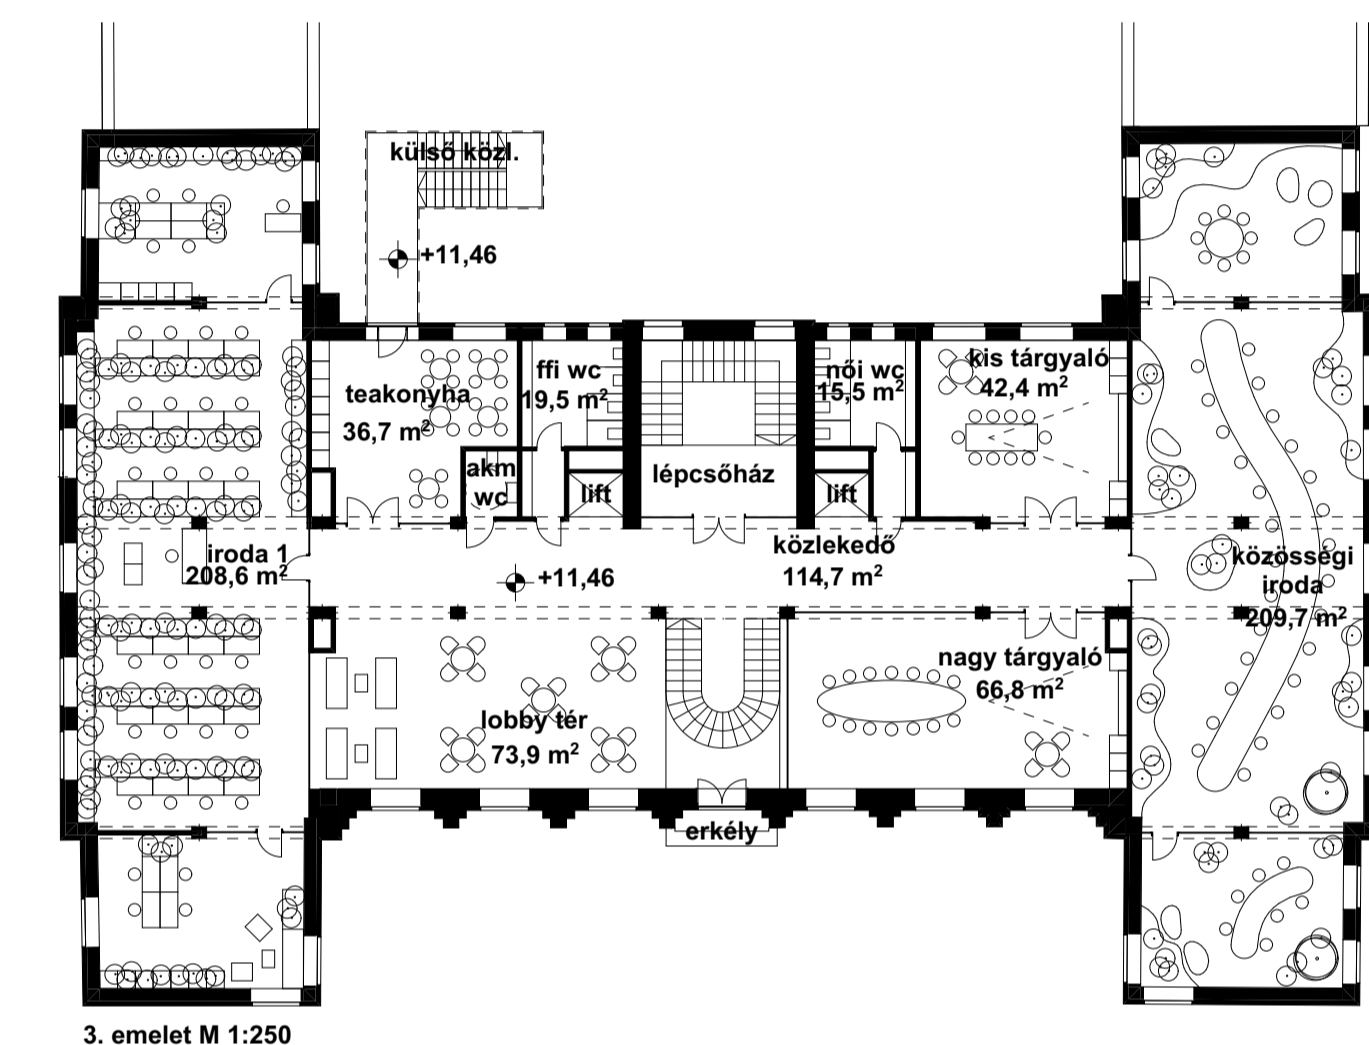 külső közl.
+11,46
teakonyha
36,7 m²
ffi wc
19,5 m²
akm
wc
lift
lépcsőház
női wc
15,5 m²
lift
kis tárgyaló
42,4 m²
iroda 1
208,6 m²
+11,46
közlekedő
114,7 m²
közösségi
iroda
209,7 m²
lobby tér
73,9 m²
nagy tárgyaló
66,8 m²
erkély
3. emelet M 1:250